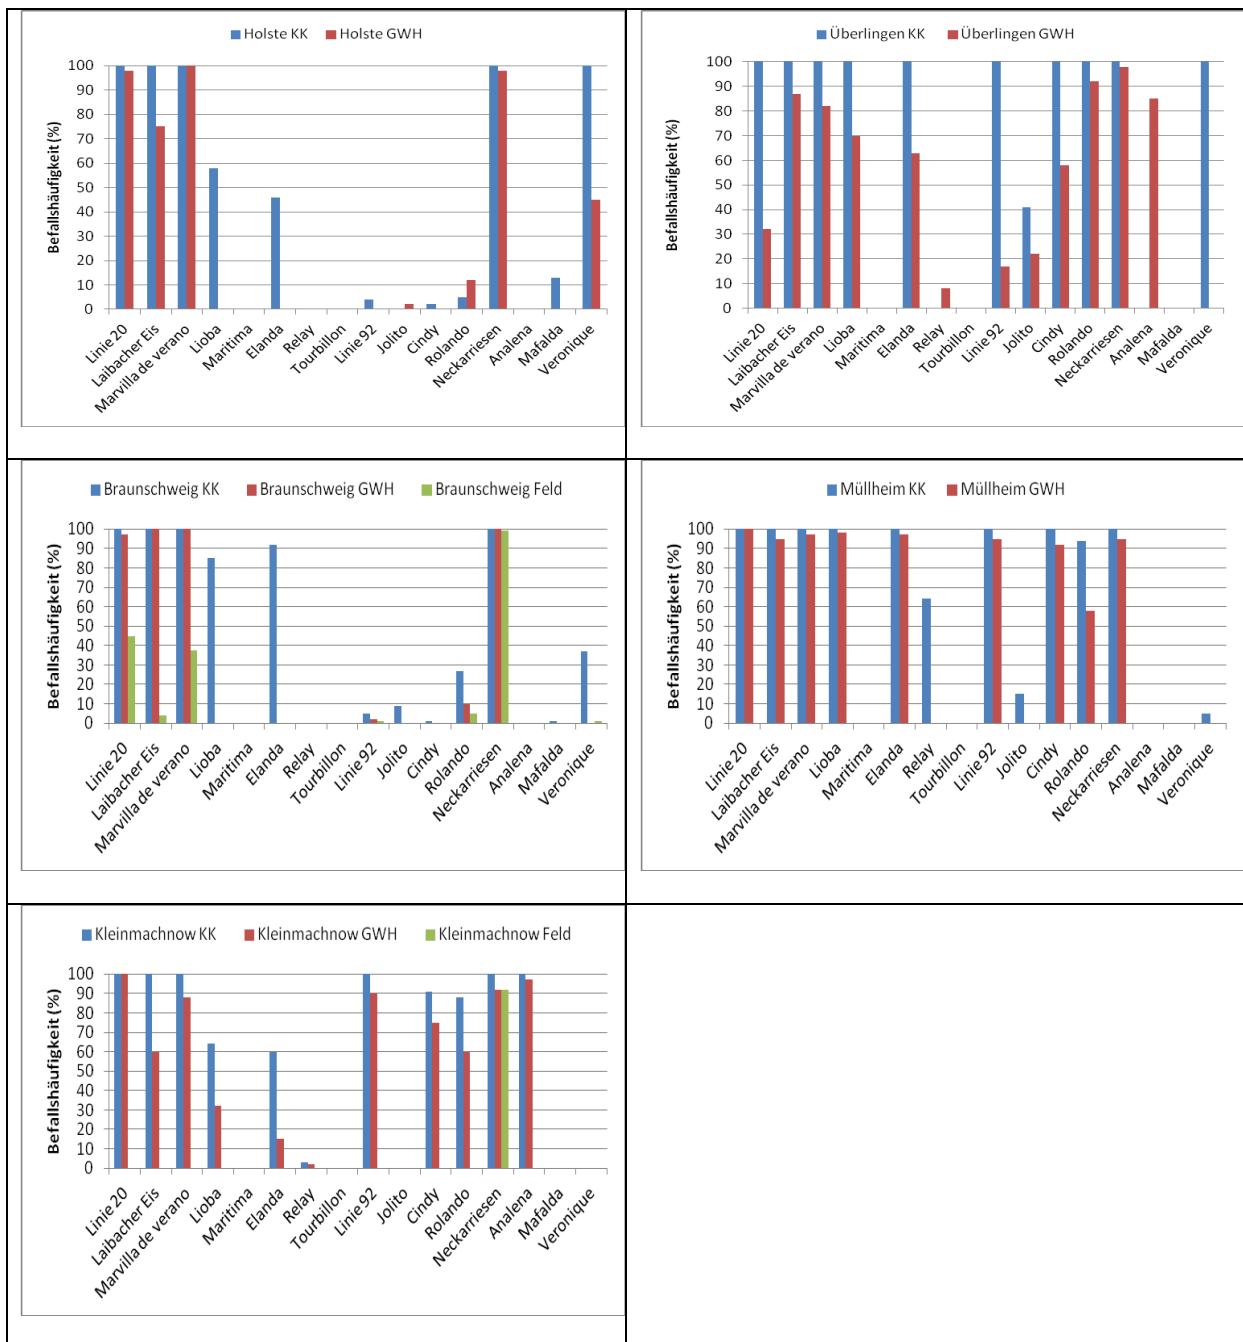 Holste KK Holste GWH
Befallshäufigkeit (%)
100
90
80
70
60
50
40
30
20
10
0
Linie 20
Laibacher Eis
Marvilla de verano
Lioba
Maritima
Elanda
Relay
Tourbillon
Linie 92
Jolito
Cindy
Rolando
Neckarriesen
Analena
Mafalda
Veronique
Überlingen KK Überlingen GWH
Befallshäufigkeit (%)
100
90
80
70
60
50
40
30
20
10
0
Linie 20
Laibacher Eis
Marvilla de verano
Lioba
Maritima
Elanda
Relay
Tourbillon
Linie 92
Jolito
Cindy
Rolando
Neckarriesen
Analena
Mafalda
Veronique
Braunschweig KK Braunschweig GWH Braunschweig Feld
Befallshäufigkeit (%)
100
90
80
70
60
50
40
30
20
10
0
Linie 20
Laibacher Eis
Marvilla de verano
Lioba
Maritima
Elanda
Relay
Tourbillon
Linie 92
Jolito
Cindy
Rolando
Neckarriesen
Analena
Mafalda
Veronique
Müllheim KK Müllheim GWH
Befallshäufigkeit (%)
100
90
80
70
60
50
40
30
20
10
0
Linie 20
Laibacher Eis
Marvilla de verano
Lioba
Maritima
Elanda
Relay
Tourbillon
Linie 92
Jolito
Cindy
Rolando
Neckarriesen
Analena
Mafalda
Veronique
Kleinmachnow KK Kleinmachnow GWH Kleinmachnow Feld
Befallshäufigkeit (%)
100
90
80
70
60
50
40
30
20
10
0
Linie 20
Laibacher Eis
Marvilla de verano
Lioba
Maritima
Elanda
Relay
Tourbillon
Linie 92
Jolito
Cindy
Rolando
Neckarriesen
Analena
Mafalda
Veronique